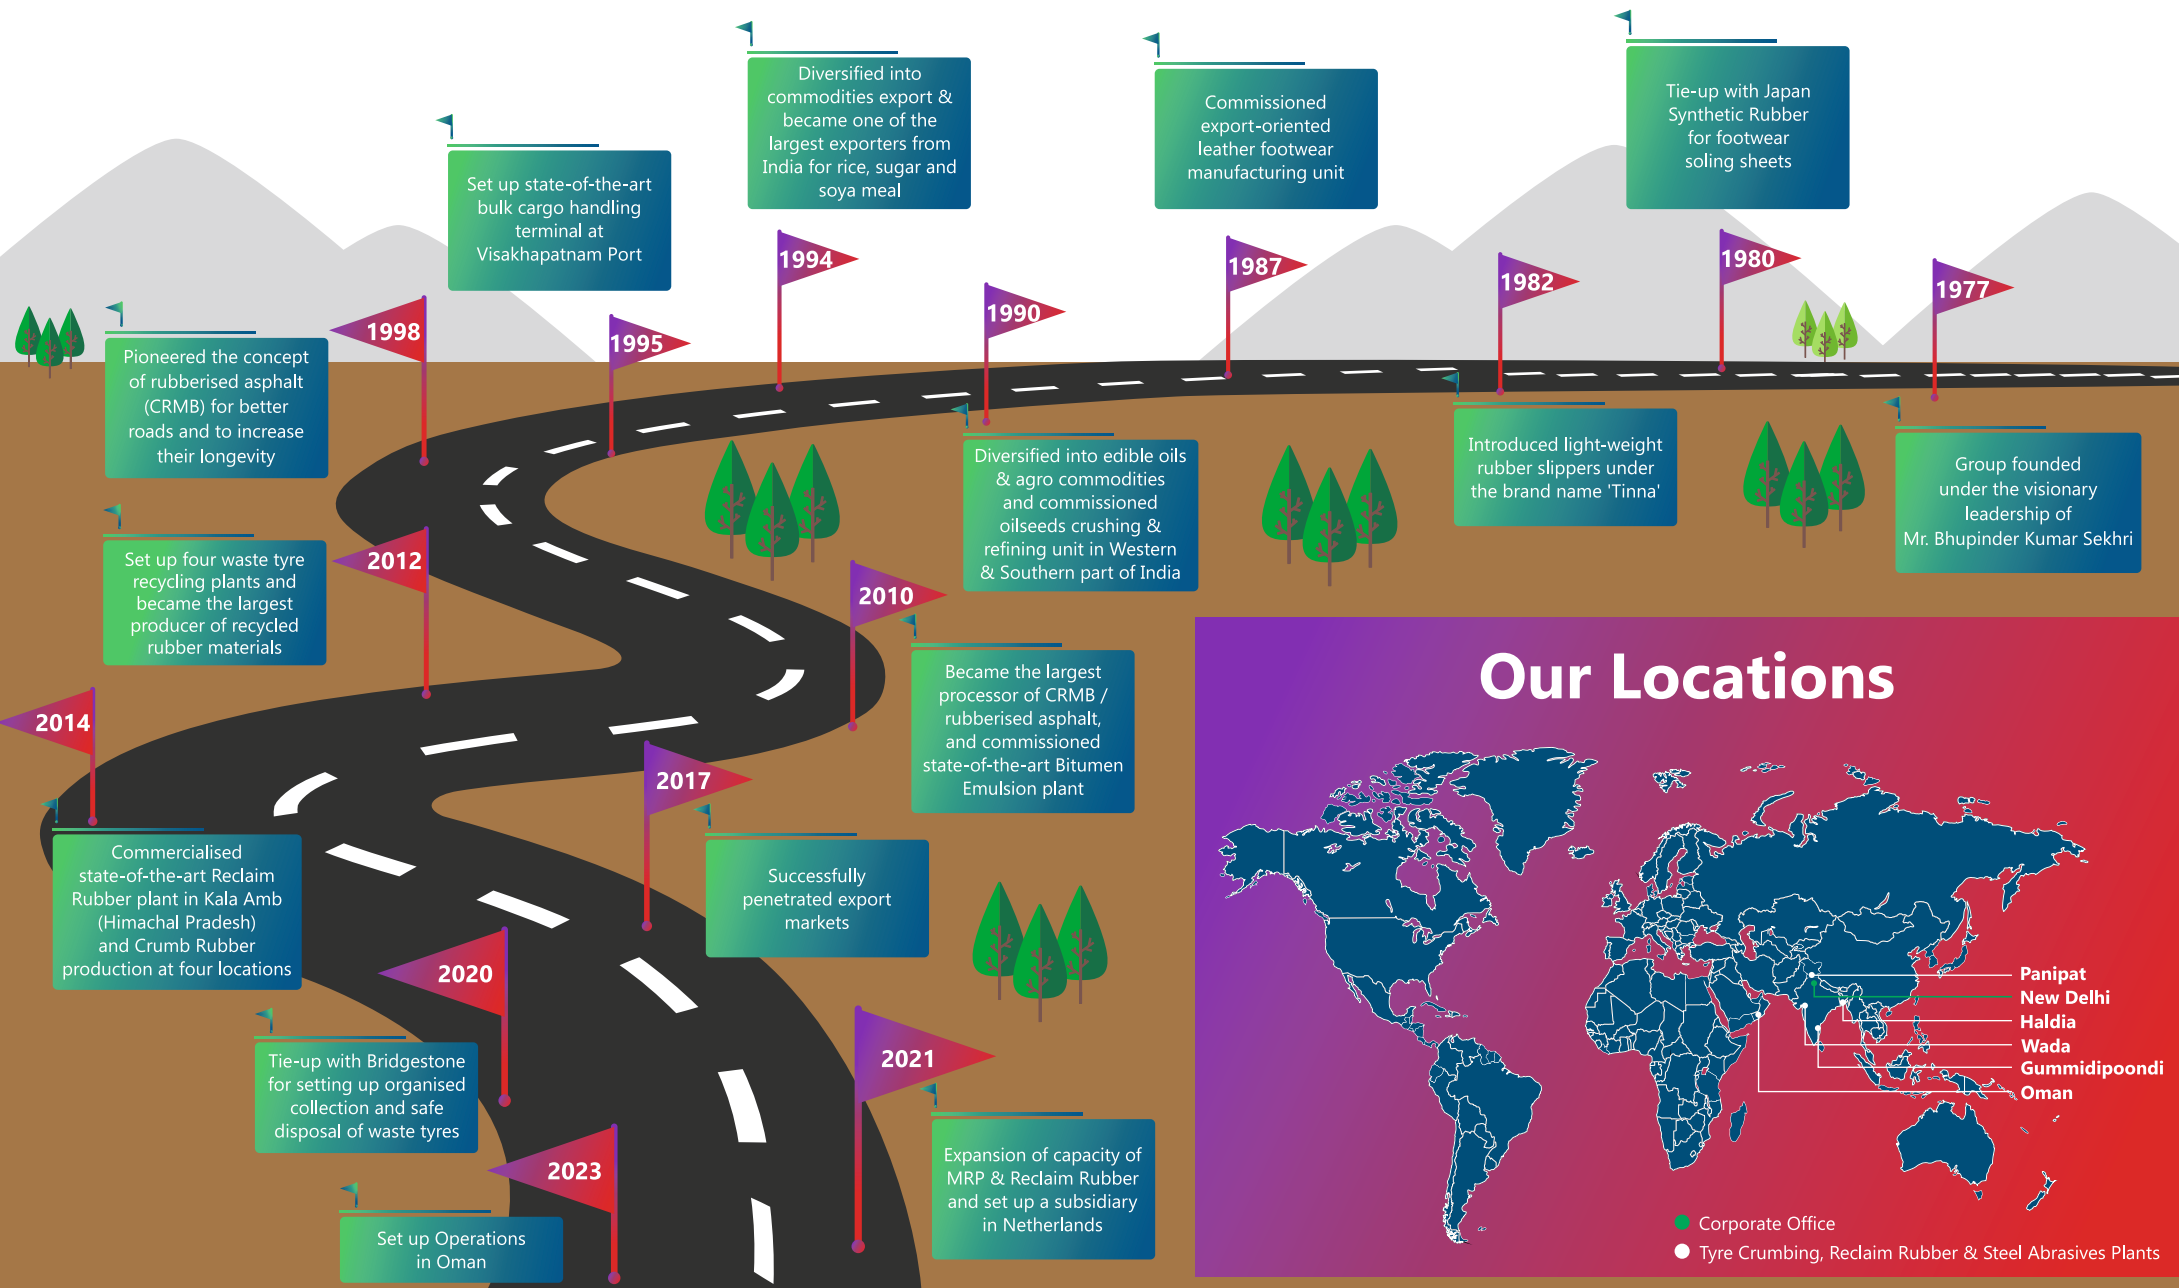 1977
Group founded
under the visionary
leadership of
Mr. Bhupinder Kumar Sekhri
1980
Tie-up with Japan
Synthetic Rubber
for footwear
soling sheets
1982
Introduced light-weight
rubber slippers under
the brand name 'Tinna'
1987
Commissioned
export-oriented
leather footwear
manufacturing unit
1990
Diversified into edible oils
& agro commodities
and commissioned
oilseeds crushing &
refining unit in Western
& Southern part of India
1994
Diversified into
commodities export &
became one of the
largest exporters from
India for rice, sugar and
soya meal
1995
Set up state-of-the-art
bulk cargo handling
terminal at
Visakhapatnam Port
1998
Pioneered the concept
of rubberised asphalt
(CRMB) for better
roads and to increase
their longevity
2010
Became the largest
processor of CRMB /
rubberised asphalt,
and commissioned
state-of-the-art Bitumen
Emulsion plant
2012
Set up four waste tyre
recycling plants and
became the largest
producer of recycled
rubber materials
2014
Commercialised
state-of-the-art Reclaim
Rubber plant in Kala Amb
(Himachal Pradesh)
and Crumb Rubber
production at four locations
2017
Successfully
penetrated export
markets
2020
Tie-up with Bridgestone
for setting up organised
collection and safe
disposal of waste tyres
2021
Expansion of capacity of
MRP & Reclaim Rubber
and set up a subsidiary
in Netherlands
2023
Set up Operations
in Oman
Our Locations
Panipat
New Delhi
Haldia
Wada
Gummidipoondi
Oman
Corporate Office
Tyre Crumbing, Reclaim Rubber & Steel Abrasives Plants